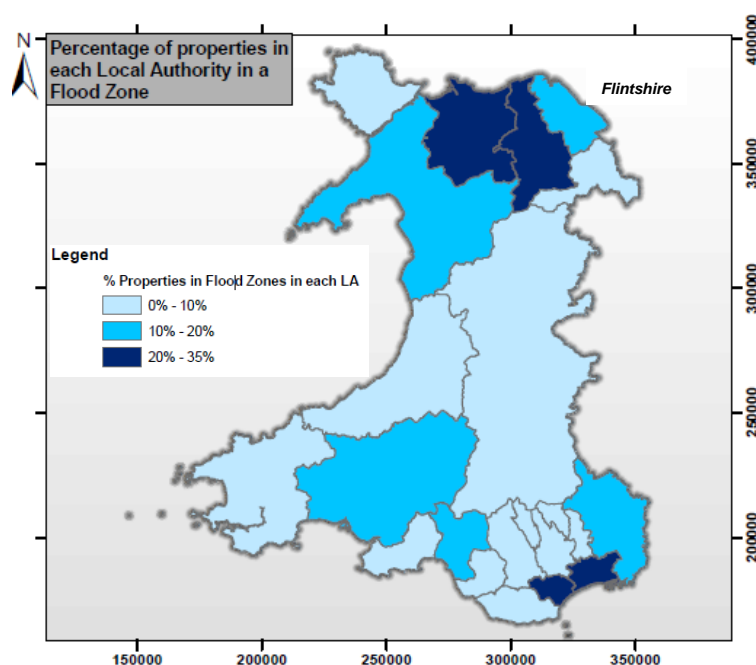 N
Percentage of properties in
each Local Authority in a
Flood Zone
Flintshire
Legend
% Properties in Flood Zones in each LA
0% - 10%
10% - 20%
20% - 35%
400000
350000
300000
250000
200000
150000
200000
250000
300000
350000